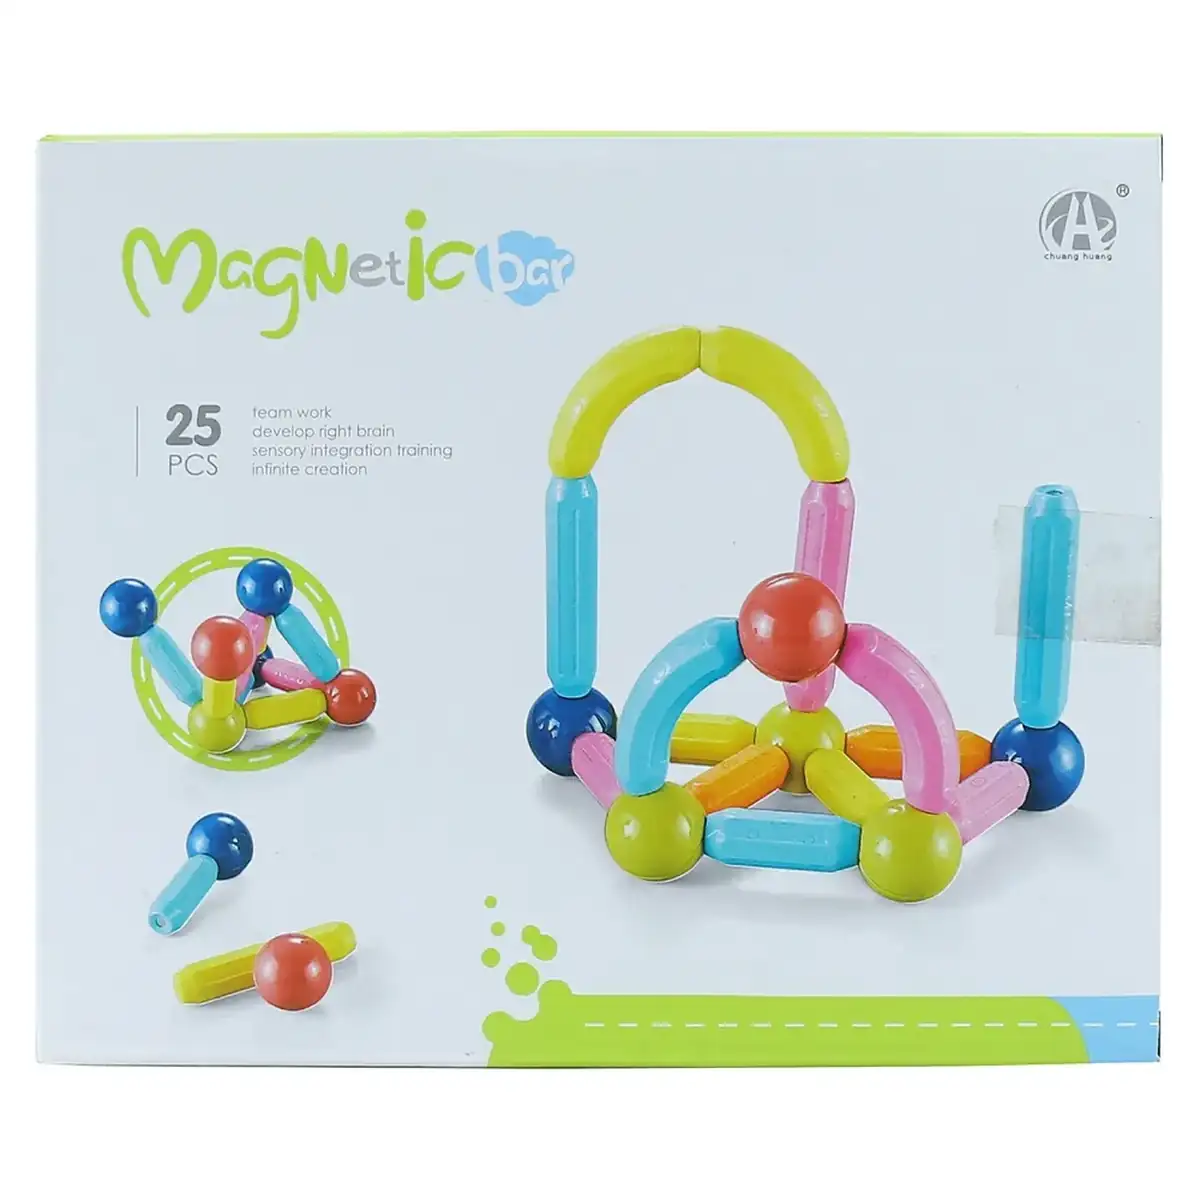 Magnetic bar
®
chuang huang
25
PCS
team work
develop right brain
sensory integration training
infinite creation